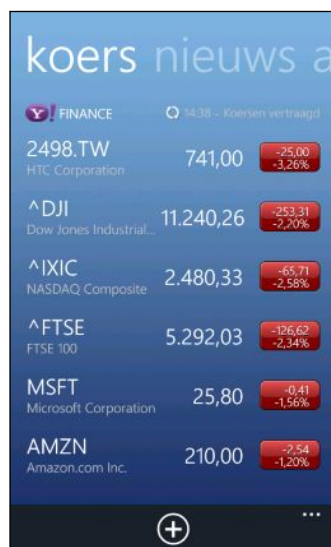 koers nieuws a
Y! FINANCE 14:38 - Koersen vertraagd
2498.TW 741,00 -25,00
HTC Corporation -3,26%
^DJI 11.240,26 -253,31
Dow Jones Industrial... -2,20%
^IXIC 2.480,33 -65,71
NASDAQ Composite -2,58%
^FTSE 5.292,03 -126,62
FTSE 100 -2,34%
MSFT 25,80 -0,41
Microsoft Corporation -1,56%
AMZN 210,00 -2,54
Amazon.com Inc. -1,20%